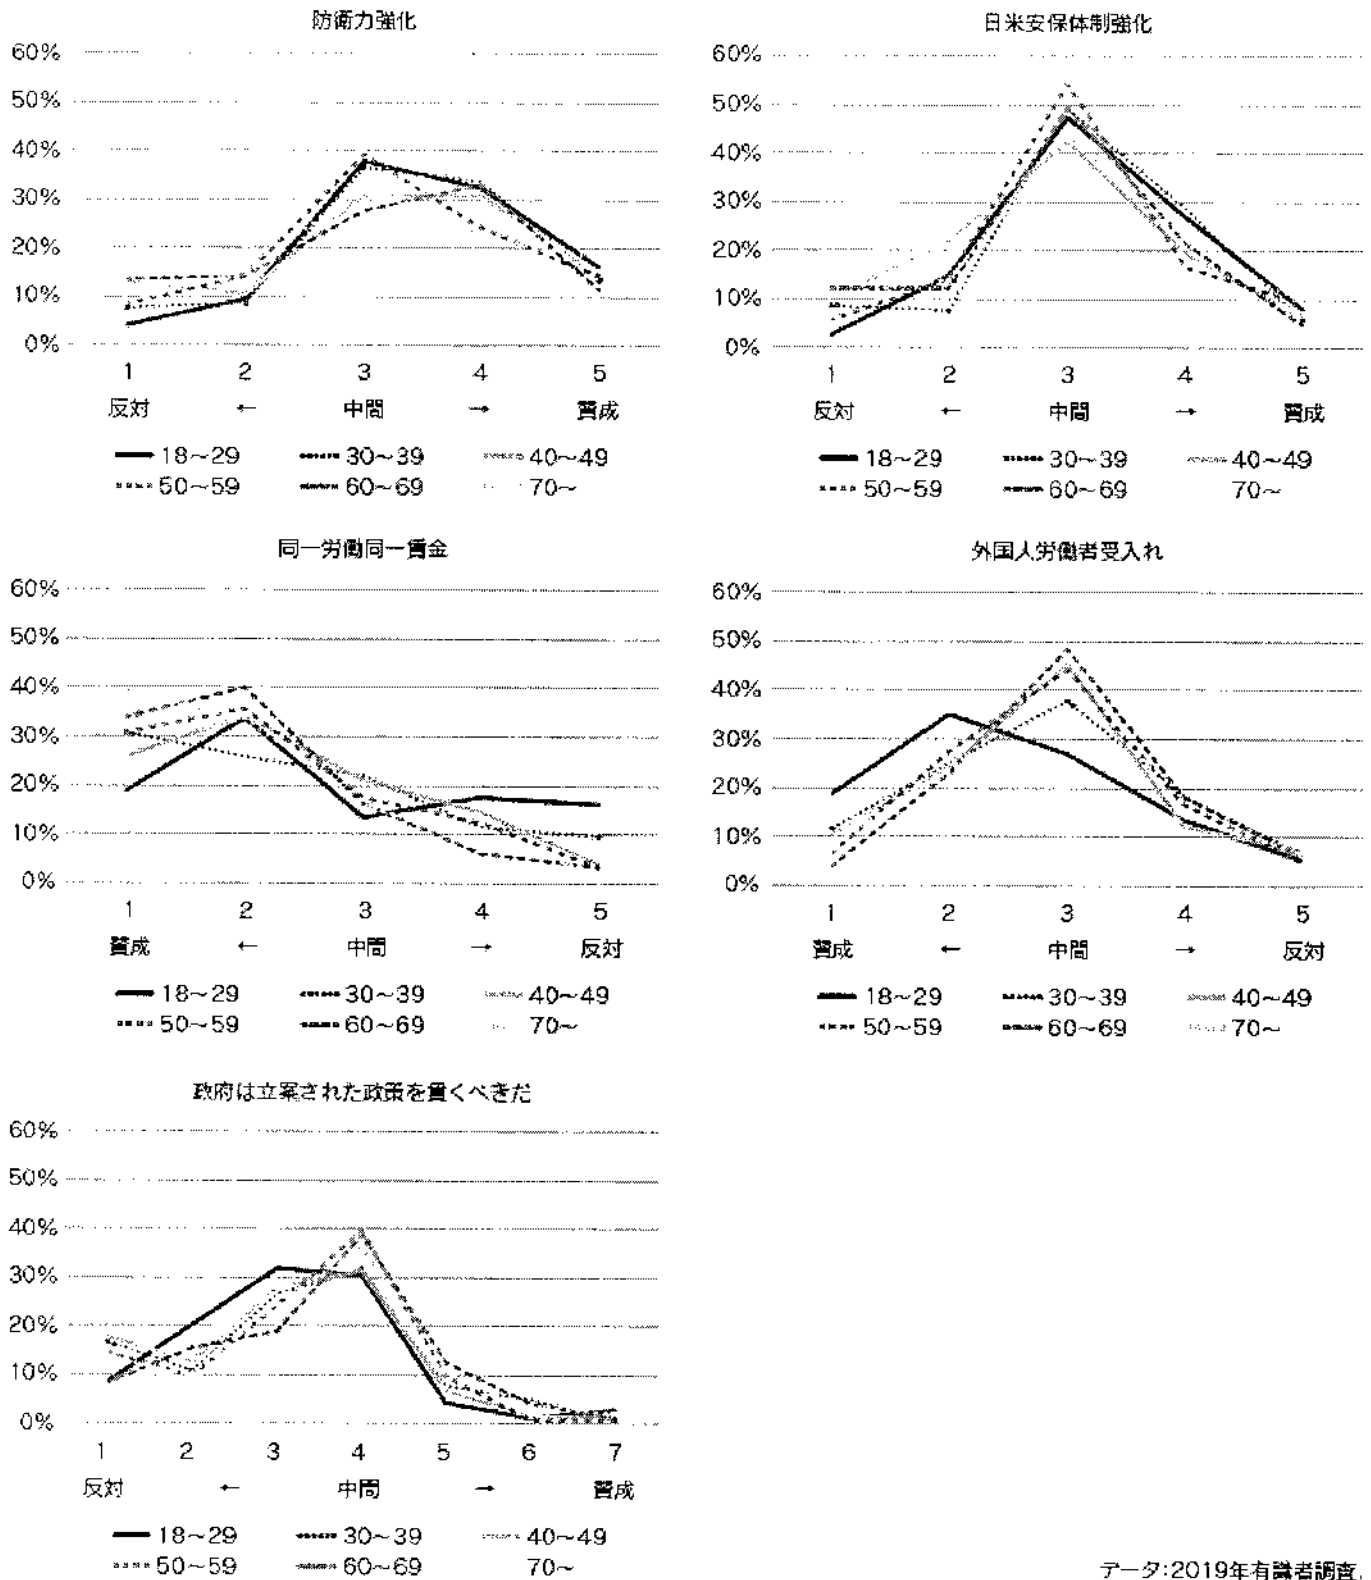 防衛力強化
60%
50%
40%
30%
20%
10%
0%
1 2 3 4 5
反対 ← 中間 → 賛成
18～29 30～39 40～49
50～59 60～69 70～
日米安保体制強化
60%
50%
40%
30%
20%
10%
0%
1 2 3 4 5
反対 ← 中間 → 賛成
18～29 30～39 40～49
50～59 60～69 70～
同一労働同一賃金
60%
50%
40%
30%
20%
10%
0%
1 2 3 4 5
賛成 ← 中間 → 反対
18～29 30～39 40～49
50～59 60～69 70～
外国人労働者受入れ
60%
50%
40%
30%
20%
10%
0%
1 2 3 4 5
賛成 ← 中間 → 反対
18～29 30～39 40～49
50～59 60～69 70～
政府は立案された政策を貫くべきだ
60%
50%
40%
30%
20%
10%
0%
1 2 3 4 5 6 7
反対 ← 中間 → 賛成
18～29 30～39 40～49
50～59 60～69 70～
データ:2019年有識者調査.